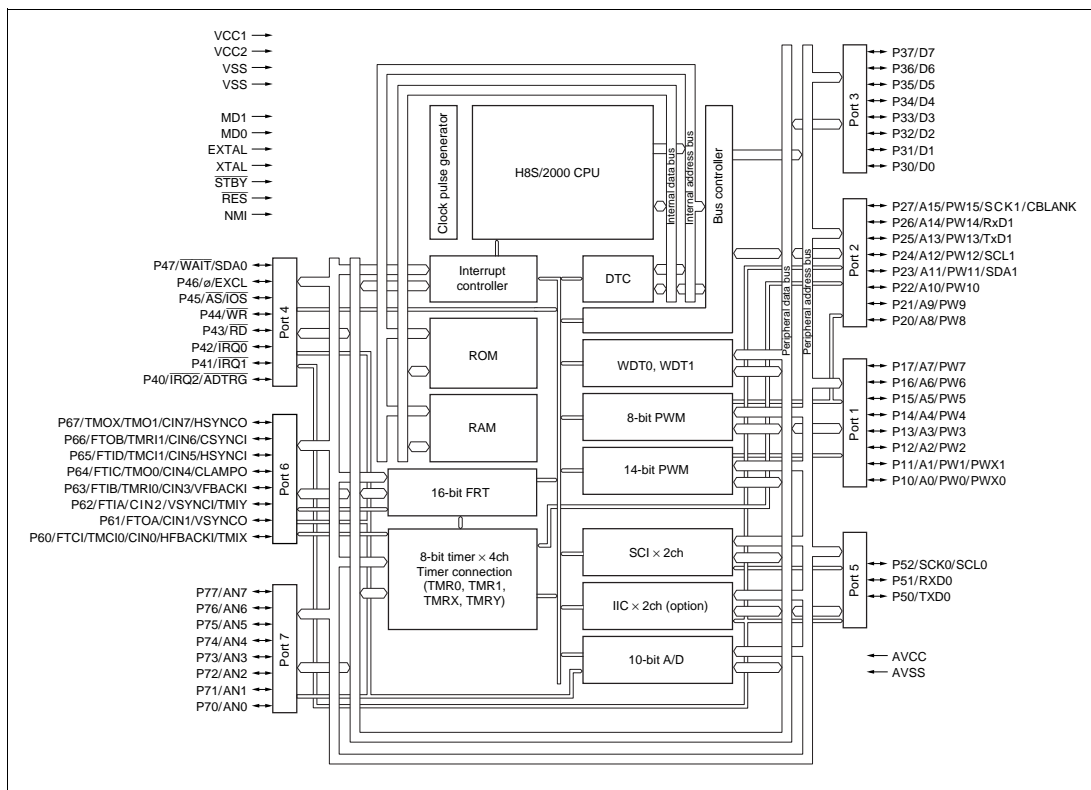 VCC1
VCC2
VSS
VSS
MD1
MD0
EXTAL
XTAL
STBY
RES
NMI
P47/WAIT/SDA0
P46/ø/EXCL
P45/AS/IOS
P44/WR
P43/RD
P42/IRQ0
P41/IRQ1
P40/IRQ2/ADTRG
Port 4
P67/TMOX/TMO1/CIN7/HSYNCO
P66/FTOB/TMRI1/CIN6/CSYNCI
P65/FTID/TMCI1/CIN5/HSYNCI
P64/FTIC/TMO0/CIN4/CLAMPO
P63/FTIB/TMRI0/CIN3/VFBACKI
P62/FTIA/CIN2/VSYNCI/TMIY
P61/FTOA/CIN1/VSYNCO
P60/FTCI/TMCI0/CIN0/HFBACKI/TMIX
Port 6
P77/AN7
P76/AN6
P75/AN5
P74/AN4
P73/AN3
P72/AN2
P71/AN1
P70/AN0
Port 7
Clock pulse generator
H8S/2000 CPU
Internal data bus
Internal address bus
Bus controller
Interrupt
controller
DTC
ROM
RAM
WDT0, WDT1
8-bit PWM
14-bit PWM
16-bit FRT
8-bit timer × 4ch
Timer connection
(TMR0, TMR1,
TMRX, TMRY)
SCI × 2ch
IIC × 2ch (option)
10-bit A/D
Peripheral data bus
Peripheral address bus
Port 3
P37/D7
P36/D6
P35/D5
P34/D4
P33/D3
P32/D2
P31/D1
P30/D0
Port 2
P27/A15/PW15/SCK1/CBLANK
P26/A14/PW14/RxD1
P25/A13/PW13/TxD1
P24/A12/PW12/SCL1
P23/A11/PW11/SDA1
P22/A10/PW10
P21/A9/PW9
P20/A8/PW8
Port 1
P17/A7/PW7
P16/A6/PW6
P15/A5/PW5
P14/A4/PW4
P13/A3/PW3
P12/A2/PW2
P11/A1/PW1/PWX1
P10/A0/PW0/PWX0
Port 5
P52/SCK0/SCL0
P51/RXD0
P50/TXD0
AVCC
AVSS